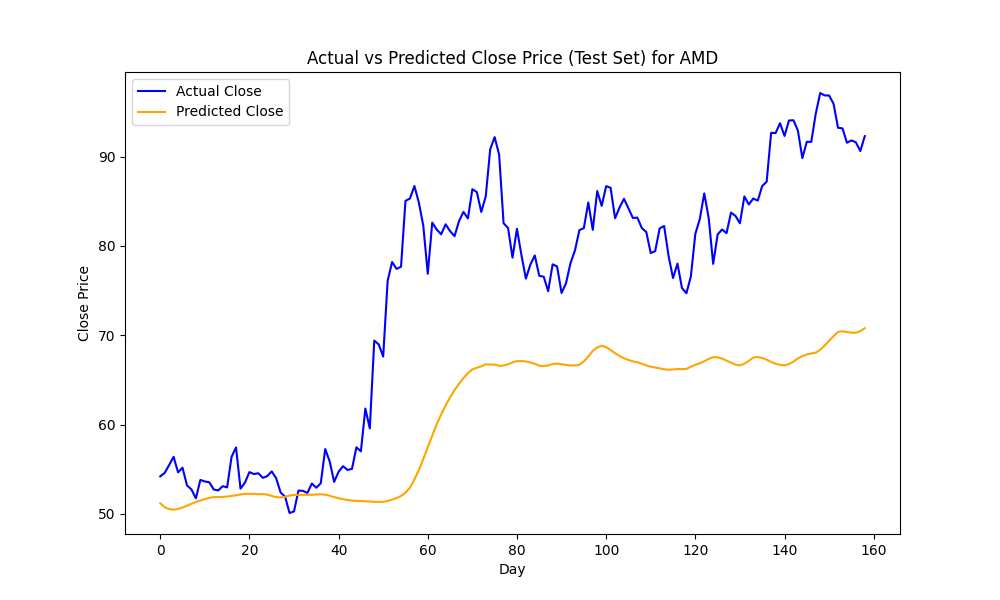 Actual vs Predicted Close Price (Test Set) for AMD
Actual Close
Predicted Close
Close Price
90
80
70
60
50
0 20 40 60 80 100 120 140 160
Day